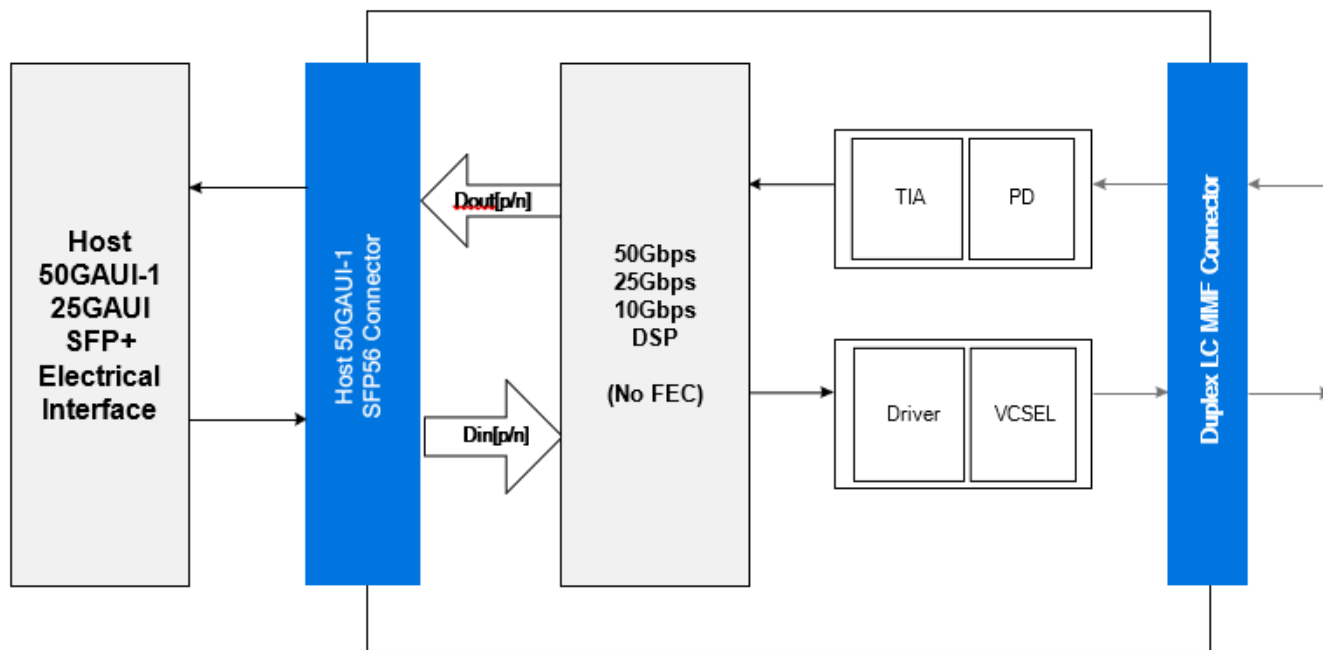 Host
50GAUI-1
25GAUI
SFP+
Electrical
Interface
Host 50GAUI-1
SFP56 Connector
Dout[p/n]
Din[p/n]
50Gbps
25Gbps
10Gbps
DSP
(No FEC)
TIA
PD
Driver
VCSEL
Duplex LC MMF Connector